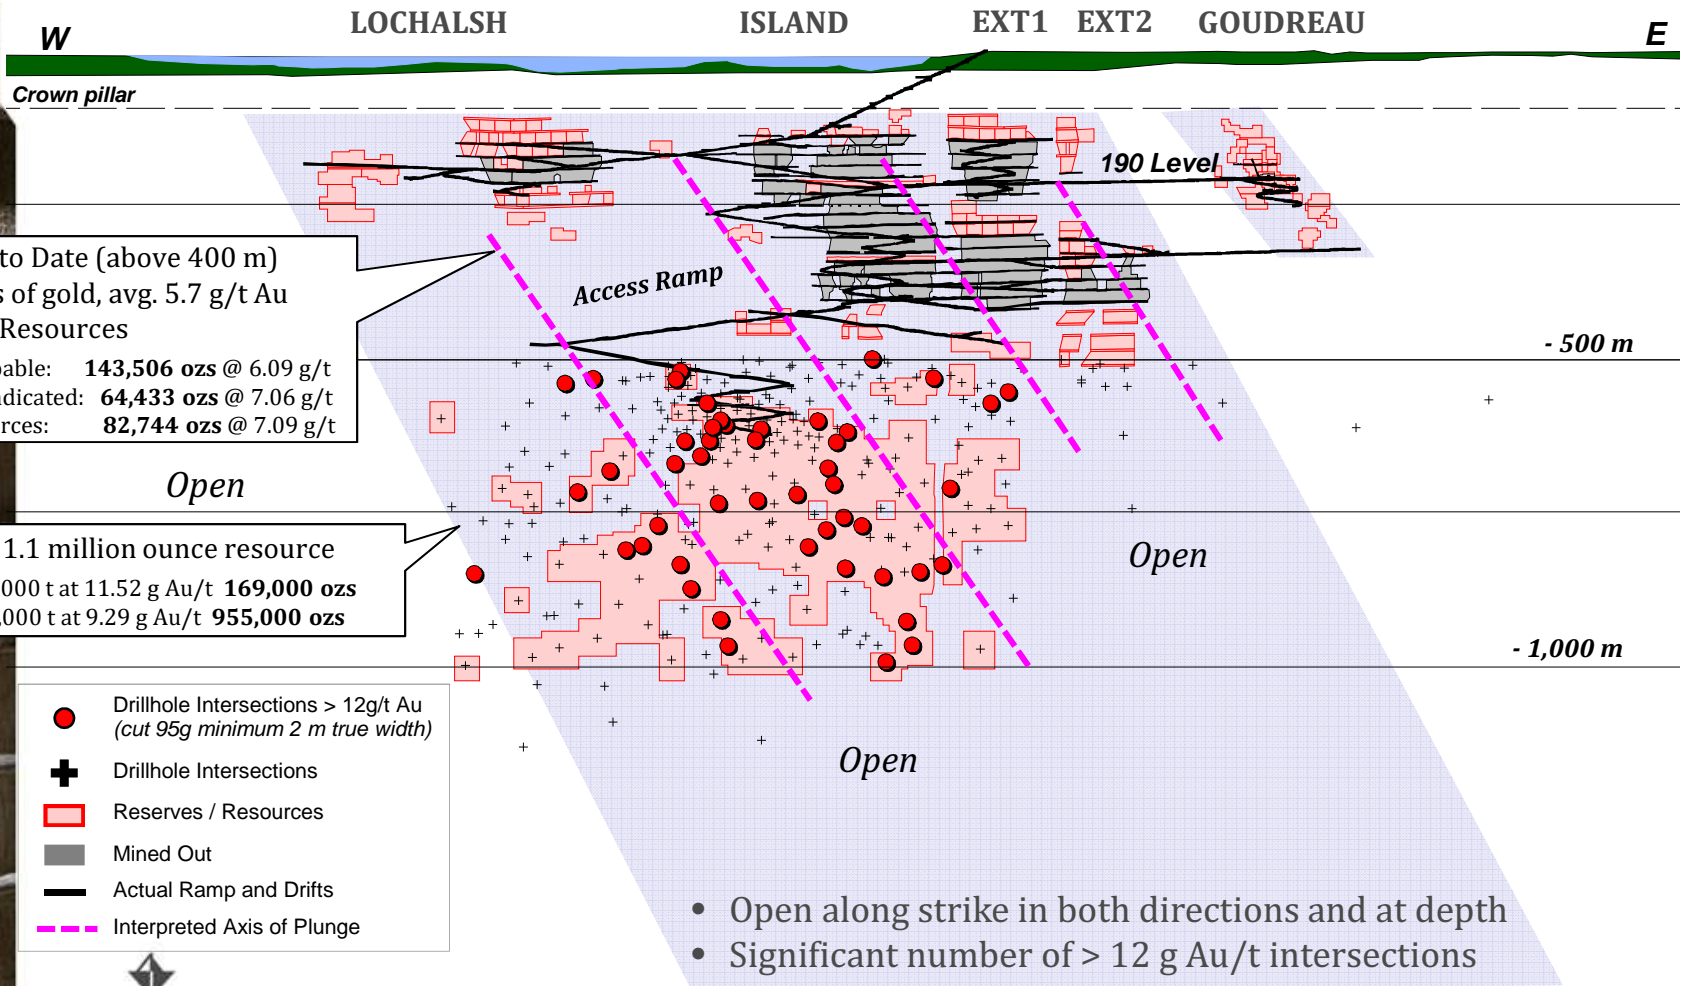 LOCHALSH ISLAND EXT1 EXT2 GOUDREAU
W E
Crown pillar
190 Level
to Date (above 400 m)
of gold, avg. 5.7 g/t Au
Resources
143,506 ozs @ 6.09 g/t
64,433 ozs @ 7.06 g/t
82,744 ozs @ 7.09 g/t
Access Ramp
- 500 m
Open
1.1 million ounce resource
000 t at 11.52 g Au/t 169,000 ozs
,000 t at 9.29 g Au/t 955,000 ozs
Open
- 1,000 m
Open
Drillhole Intersections > 12g/t Au
(cut 95g minimum 2 m true width)
Drillhole Intersections
Reserves / Resources
Mined Out
Actual Ramp and Drifts
Interpreted Axis of Plunge
• Open along strike in both directions and at depth
• Significant number of > 12 g Au/t intersections